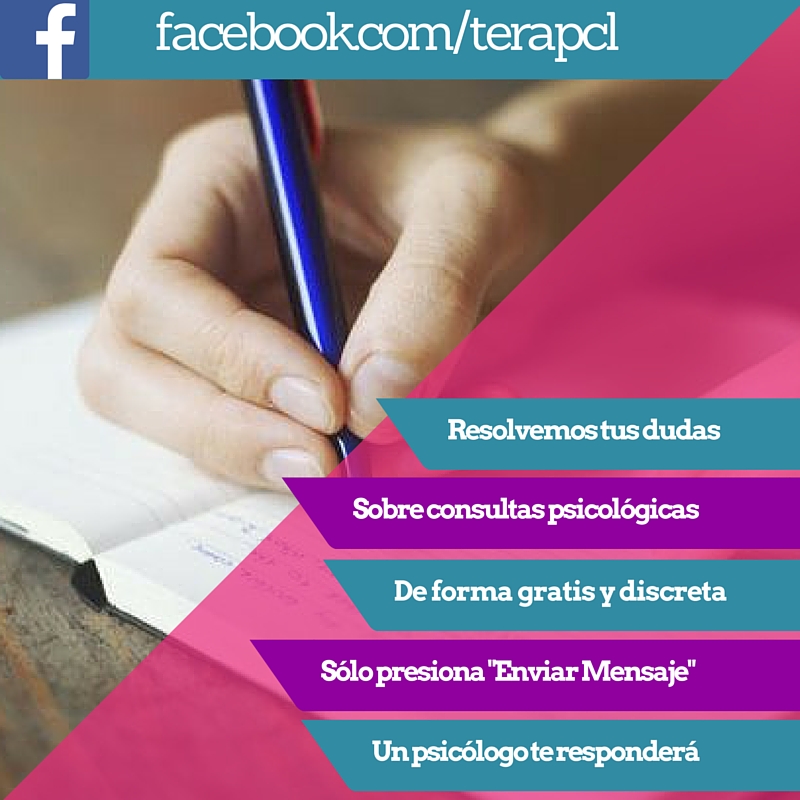 facebook.com/terapcl
Resolvemos tus dudas
Sobre consultas psicológicas
De forma gratis y discreta
Sólo presiona "Enviar Mensaje"
Un psicólogo te responderá